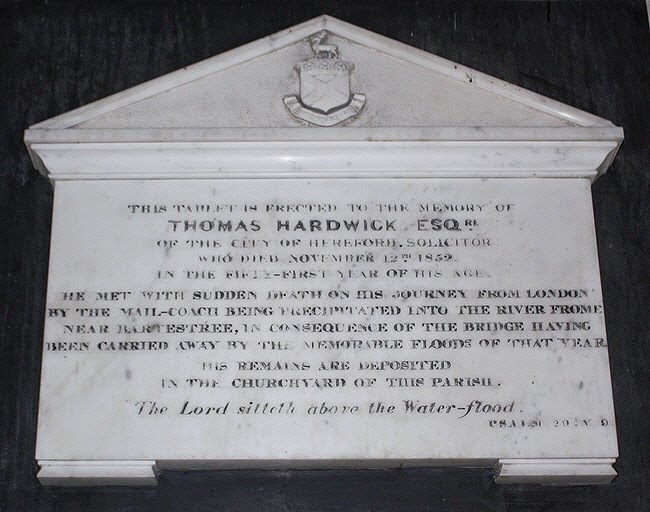 THIS TABLET IS ERECTED TO THE MEMORY OF
THOMAS HARDWICK, ESQRE
OF THE CITY OF HEREFORD, SOLICITOR
WHO DIED NOVEMBER 12TH 1852.
IN THE FIFTY-FIRST YEAR OF HIS AGE.
HE MET WITH SUDDEN DEATH ON HIS JOURNEY FROM LONDON
BY THE MAIL-COACH BEING PRECIPITATED INTO THE RIVER FROME
NEAR BARTESTREE, IN CONSEQUENCE OF THE BRIDGE HAVING
BEEN CARRIED AWAY BY THE MEMORABLE FLOODS OF THAT YEAR.
HIS REMAINS ARE DEPOSITED
IN THE CHURCHYARD OF THIS PARISH.
The Lord sitteth above the Water-flood.
PSALM 29. V. 9